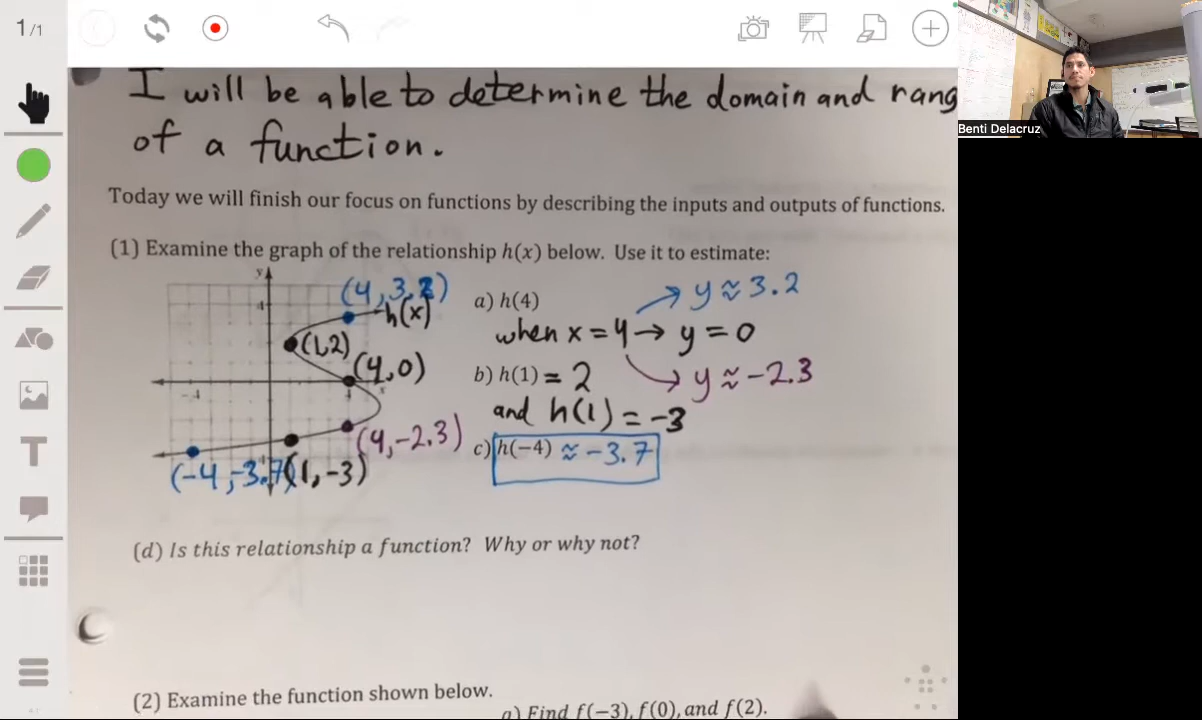 1/1
Benti Delacruz
I will be able to determine the domain and rang
of a function.
Today we will finish our focus on functions by describing the inputs and outputs of functions.
(1) Examine the graph of the relationship h(x) below. Use it to estimate:
y
4
-4
4
x
(4,3.2)
h(x)
(1,2)
(4,0)
(4,-2.3)
(-4,-3.7)
(1,-3)
a) h(4)
y ≈ 3.2
when x = 4 → y = 0
y ≈ -2.3
b) h(1) = 2
and h(1) = -3
c) h(-4) ≈ -3.7
(d) Is this relationship a function? Why or why not?
(2) Examine the function shown below.
a) Find f(-3), f(0), and f(2).
T